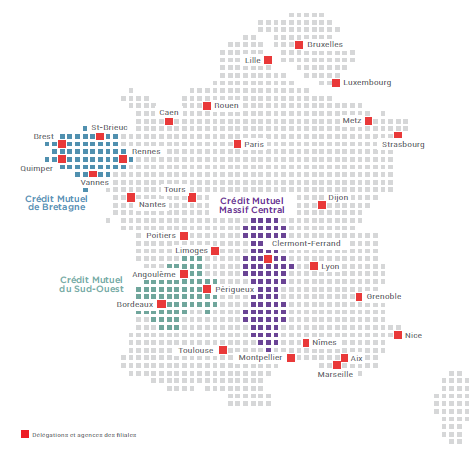 Bruxelles
Lille
Luxembourg
Rouen
Caen
Metz
St-Brieuc
Brest
Strasbourg
Paris
Rennes
Quimper
Vannes
Tours
Crédit Mutuel
de Bretagne
Nantes
Crédit Mutuel
Massif Central
Dijon
Poitiers
Clermont-Ferrand
Limoges
Lyon
Angoulême
Crédit Mutuel
du Sud-Ouest
Périgueux
Grenoble
Bordeaux
Nice
Nîmes
Toulouse
Montpellier
Aix
Marseille
Délégations et agences des filiales